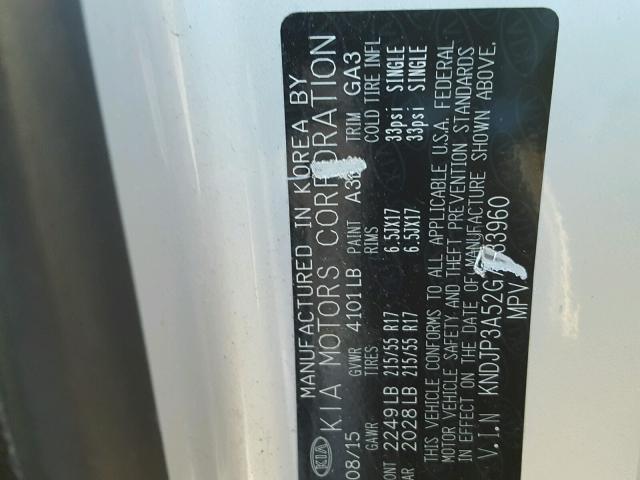 MANUFACTURED IN KOREA BY
KIA KIA MOTORS CORPORATION
08/15 GVWR 4101LB PAINT TRIM GA3
GAWR TIRES RIMS COLD TIRE INFL
ONT 2249LB 215/55 R17 6.5JX17 33psi SINGLE
AR 2028LB 215/55 R17 6.5JX17 33psi SINGLE
THIS VEHICLE CONFORMS TO ALL APPLICABLE U.S.A. FEDERAL
MOTOR VEHICLE SAFETY AND THEFT PREVENTION STANDARDS
IN EFFECT ON THE DATE OF MANUFACTURE SHOWN ABOVE.
V.I.N
MPV